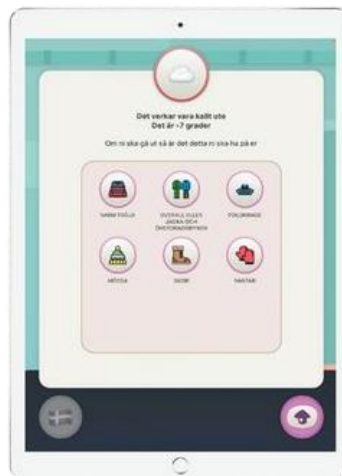 Det verkar vara kallt ute
Det är -7 grader
Om ni ska gå ut så är det detta ni ska ha på er
VARM TRÖJA
OVERALL ELLER
JACKA OCH
ÖVERDRAGSBYXOR
FODRADE
MÖSSA
SKOR
VANTAR